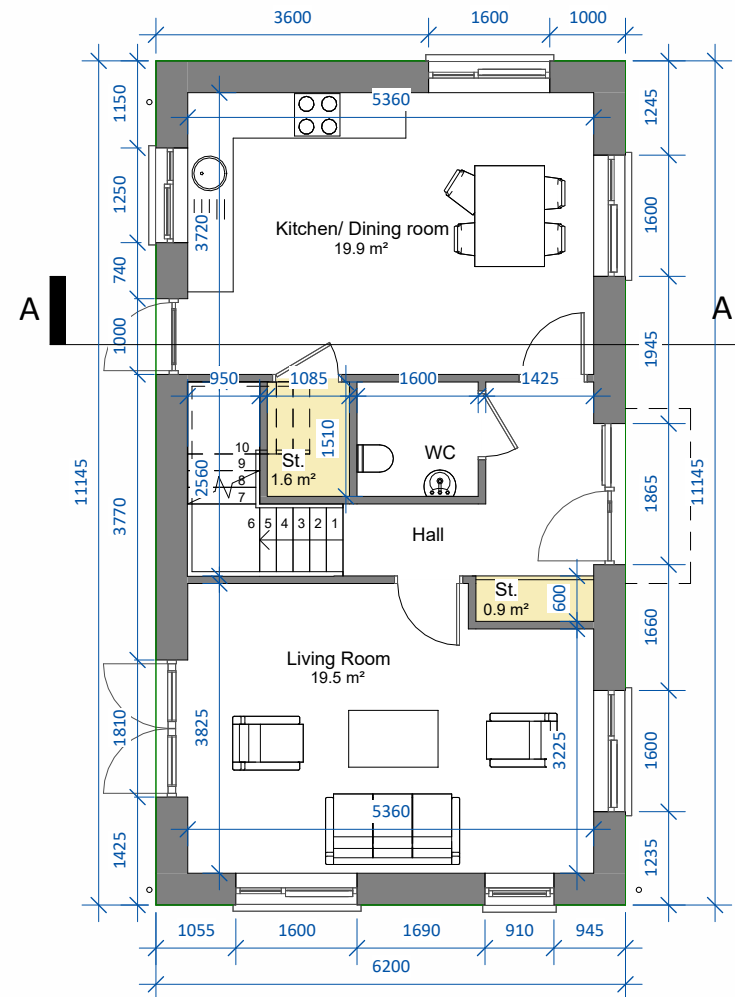 3600 1600 1000
5360
1150
1245
1250
1600
3720
Kitchen/ Dining room
19.9 m²
740
A
A
1000
1945
950 1085 1600 1425
10
9
8
7
2560
1510
St.
1.6 m²
WC
11145
11145
3770
1865
6 5 4 3 2 1
Hall
St.
0.9 m²
600
1660
Living Room
19.5 m²
1810
3825
3225
1600
5360
1425
1235
1055 1600 1690 910 945
6200